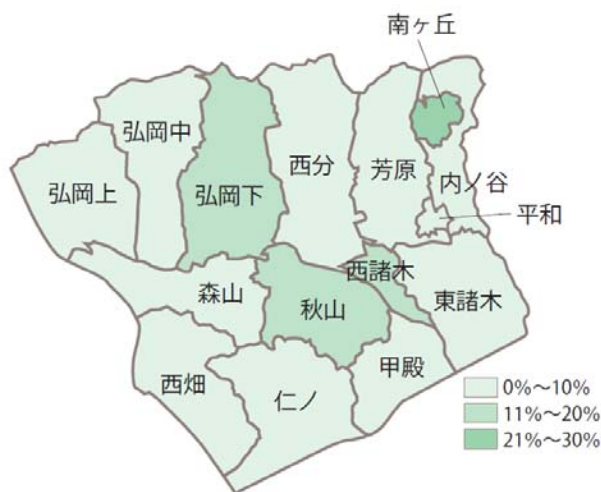 南ヶ丘
弘岡中
弘岡上
弘岡下
西分
芳原
内ノ谷
平和
森山
秋山
西諸木
東諸木
西畑
仁ノ
甲殿
0%～10%
11%～20%
21%～30%